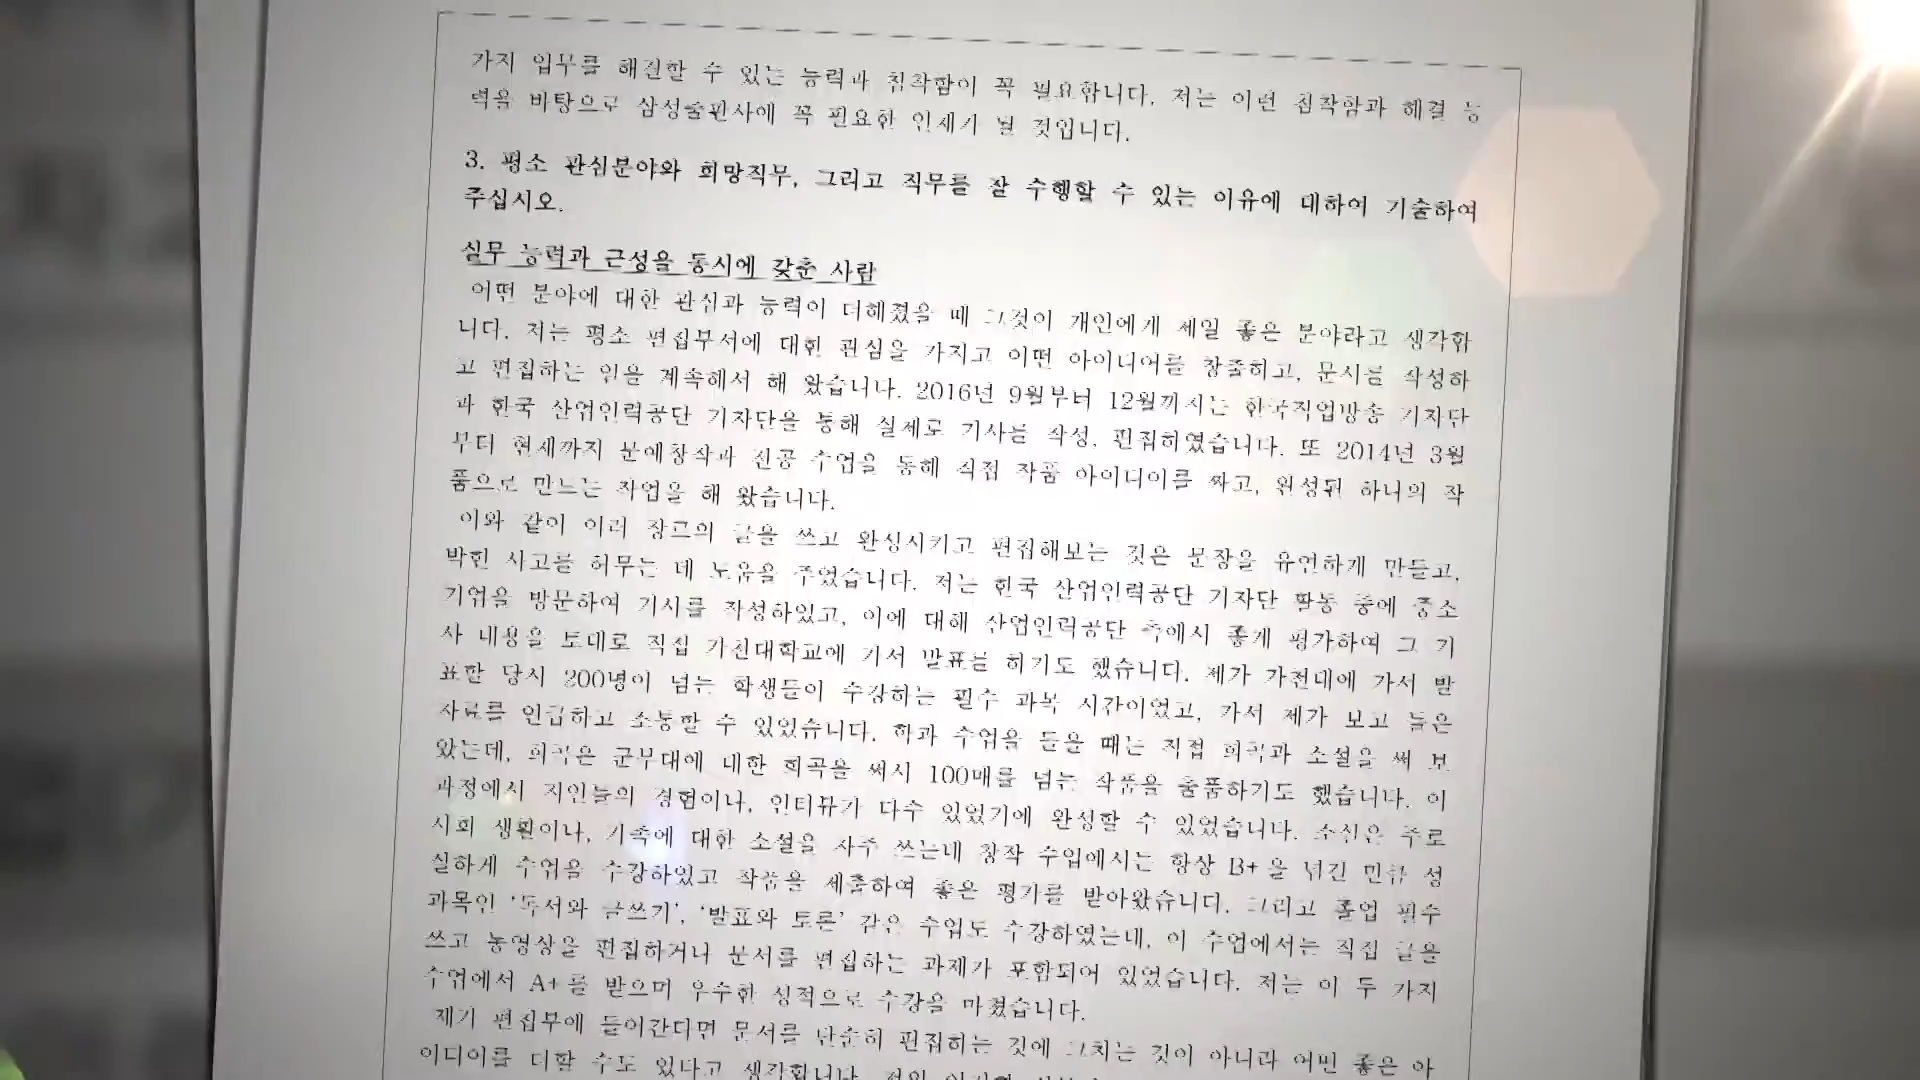 가지 업무를 해결할 수 있는 능력과 침착함이 꼭 필요합니다. 저는 이런 침착함과 해결 능
력을 바탕으로 삼성출판사에 꼭 필요한 인재가 될 것입니다.
3. 평소 관심분야와 희망직무, 그리고 직무를 잘 수행할 수 있는 이유에 대하여 기술하여
주십시오.
실무 능력과 근성을 동시에 갖춘 사람
어떤 분야에 대한 관심과 능력이 더해졌을 때 그것이 개인에게 제일 좋은 분야라고 생각합
니다. 저는 평소 편집부서에 대한 관심을 가지고 어떤 아이디어를 창출하고, 문서를 작성하
고 편집하는 일을 계속해서 해 왔습니다. 2016년 9월부터 12월까지는 한국직업방송 기자단
과 한국 산업인력공단 기자단을 통해 실제로 기사를 작성, 편집하였습니다. 또 2014년 3월
부터 현재까지 문예창작과 전공 수업을 통해 직접 작품 아이디어를 짜고, 완성된 하나의 작
품으로 만드는 작업을 해 왔습니다.
이와 같이 여러 장르의 글을 쓰고 완성시키고 편집해보는 것은 문장을 유연하게 만들고,
박힌 사고를 허무는 데 도움을 주었습니다. 저는 한국 산업인력공단 기자단 활동 중에 중소
기업을 방문하여 기사를 작성하였고, 이에 대해 산업인력공단 측에서 좋게 평가하여 그 기
사 내용을 토대로 직접 가천대학교에 가서 발표를 하기도 했습니다. 제가 가천대에 가서 발
표할 당시 200명이 넘는 학생들이 수강하는 필수 과목 시간이었고, 가서 제가 보고 들은
사료를 언급하고 소통할 수 있었습니다. 학과 수업을 들을 때는 직접 희곡과 소설을 써 보
았는데, 희곡은 군부대에 대한 희곡을 써서 100매를 넘는 작품을 출품하기도 했습니다. 이
과정에서 지인들의 경험이나, 인터뷰가 다수 있었기에 완성할 수 있었습니다. 소설은 주로
사회 생활이나, 가족에 대한 소설을 자주 쓰는데 창작 수업에서는 항상 B+을 넘긴 만큼 성
실하게 수업을 수강하였고 작품을 제출하여 좋은 평가를 받아왔습니다. 그리고 졸업 필수
과목인 ‘독서와 글쓰기’, ‘발표와 토론’ 같은 수업도 수강하였는데, 이 수업에서는 직접 글을
쓰고 동영상을 편집하거나 문서를 편집하는 과제가 포함되어 있었습니다. 저는 이 두 가지
수업에서 A+를 받으며 우수한 성적으로 수강을 마쳤습니다.
제가 편집부에 들어간다면 문서를 단순히 편집하는 것에 그치는 것이 아니라 어떤 좋은 아
이디어를 더할 수도 있다고 생각합니다.